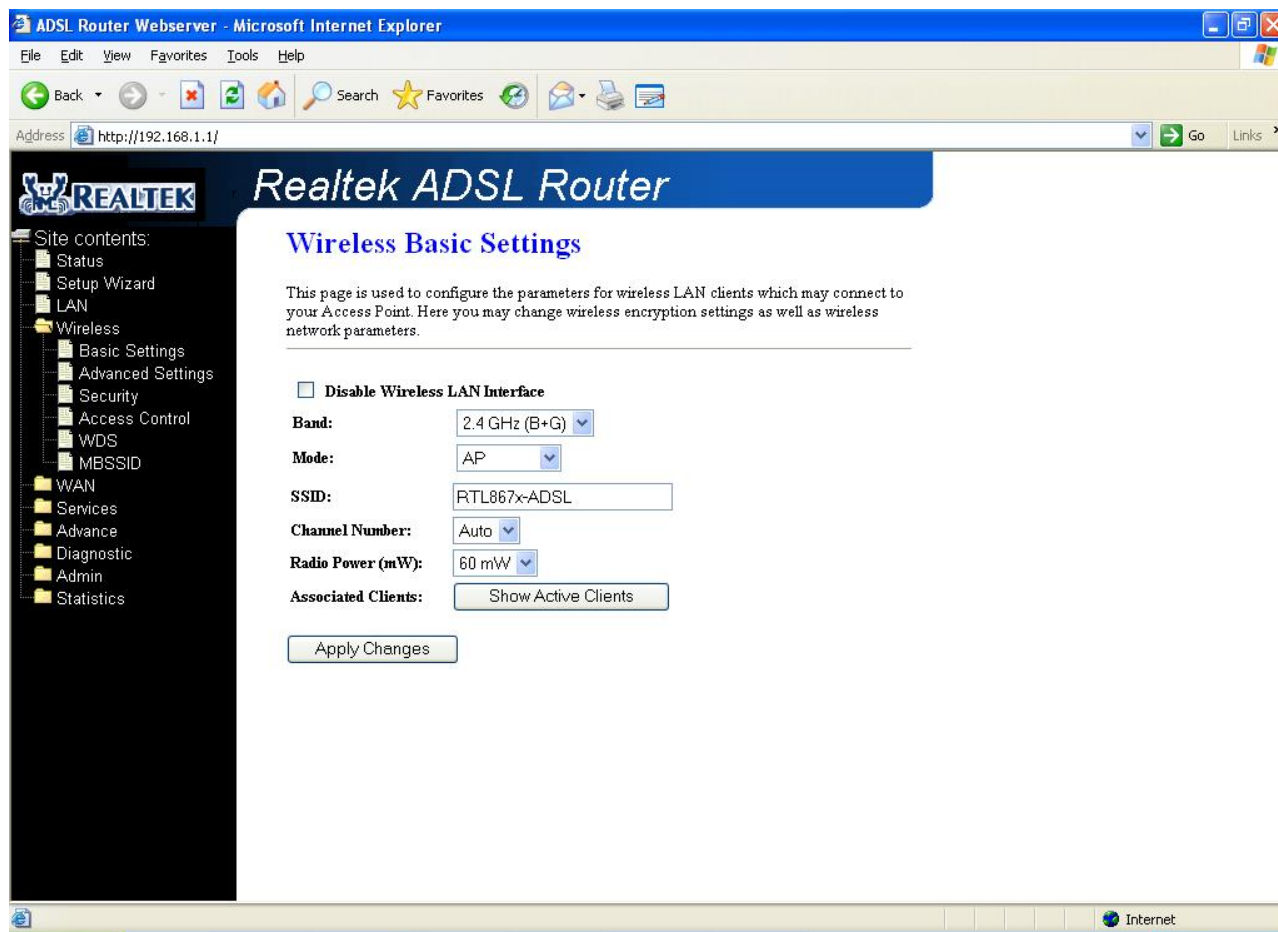 ADSL Router Webserver - Microsoft Internet Explorer
File Edit View Favorites Tools Help
Back Search Favorites
Address http://192.168.1.1/ Go Links
REALTEK
Realtek ADSL Router
Site contents:
Status
Setup Wizard
LAN
Wireless
Basic Settings
Advanced Settings
Security
Access Control
WDS
MBSSID
WAN
Services
Advance
Diagnostic
Admin
Statistics
Wireless Basic Settings
This page is used to configure the parameters for wireless LAN clients which may connect to
your Access Point. Here you may change wireless encryption settings as well as wireless
network parameters.
Disable Wireless LAN Interface
Band: 2.4 GHz (B+G)
Mode: AP
SSID: RTL867x-ADSL
Channel Number: Auto
Radio Power (mW): 60 mW
Associated Clients: Show Active Clients
Apply Changes
Internet